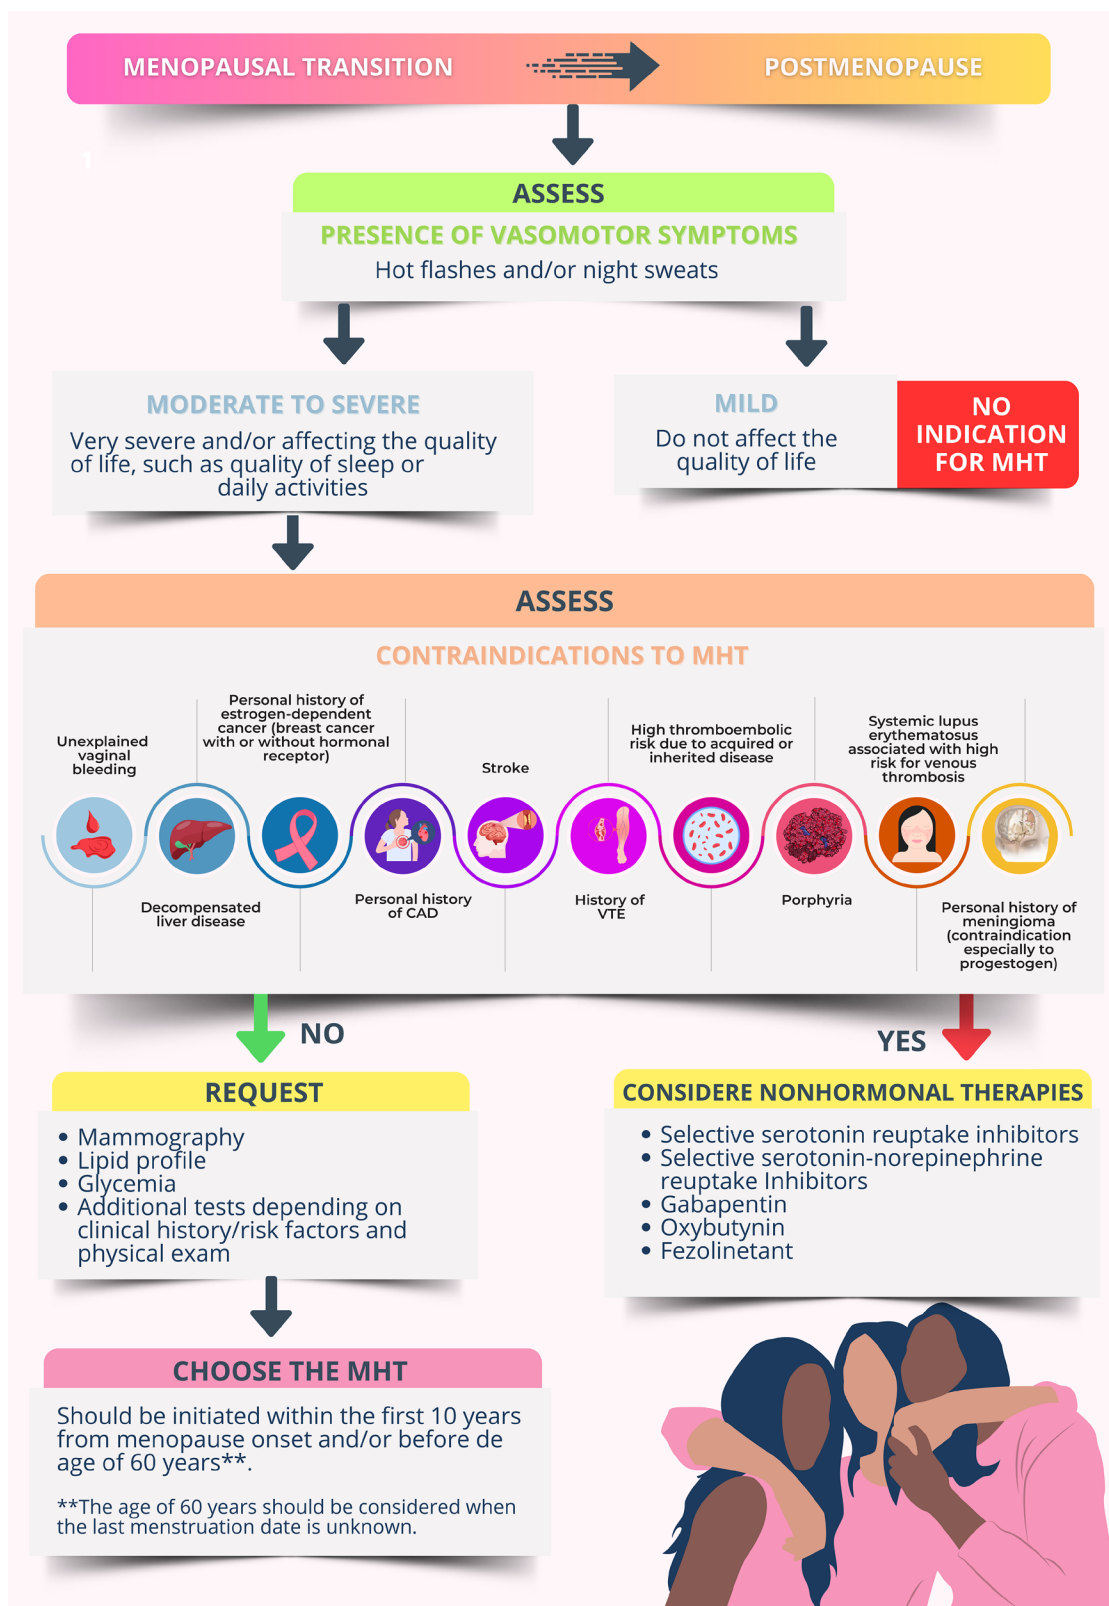 MENOPAUSAL TRANSITION
POSTMENOPAUSE
1
ASSESS
PRESENCE OF VASOMOTOR SYMPTOMS
Hot flashes and/or night sweats
MODERATE TO SEVERE
Very severe and/or affecting the quality
of life, such as quality of sleep or
daily activities
MILD
Do not affect the
quality of life
NO
INDICATION
FOR MHT
ASSESS
CONTRAINDICATIONS TO MHT
Unexplained
vaginal
bleeding
Decompensated
liver disease
Personal history of
estrogen-dependent
cancer (breast cancer
with or without hormonal
receptor)
Personal history
of CAD
Stroke
History of
VTE
High thromboembolic
risk due to acquired or
inherited disease
Porphyria
Systemic lupus
erythematosus
associated with high
risk for venous
thrombosis
Personal history of
meningioma
(contraindication
especially to
progestogen)
NO
YES
REQUEST
• Mammography
• Lipid profile
• Glycemia
• Additional tests depending on
clinical history/risk factors and
physical exam
CONSIDERE NONHORMONAL THERAPIES
• Selective serotonin reuptake inhibitors
• Selective serotonin-norepinephrine
reuptake Inhibitors
• Gabapentin
• Oxybutynin
• Fezolinetant
CHOOSE THE MHT
Should be initiated within the first 10 years
from menopause onset and/or before de
age of 60 years**.
**The age of 60 years should be considered when
the last menstruation date is unknown.